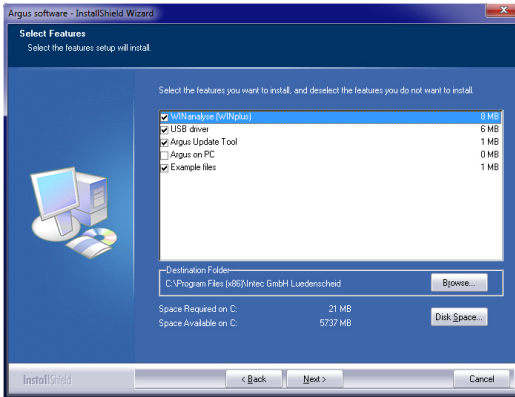 Argus software - InstallShield Wizard
Select Features
Select the features setup will install.
Select the features you want to install, and deselect the features you do not want to install.
WINanalyse (WINplus) 8 MB
USB driver 6 MB
Argus Update Tool 1 MB
Argus on PC 0 MB
Example files 1 MB
Destination Folder
C:\Program Files (x86)\Intec GmbH Luedenscheid
Browse...
Space Required on C: 21 MB
Space Available on C: 5737 MB
Disk Space...
InstallShield
< Back Next > Cancel